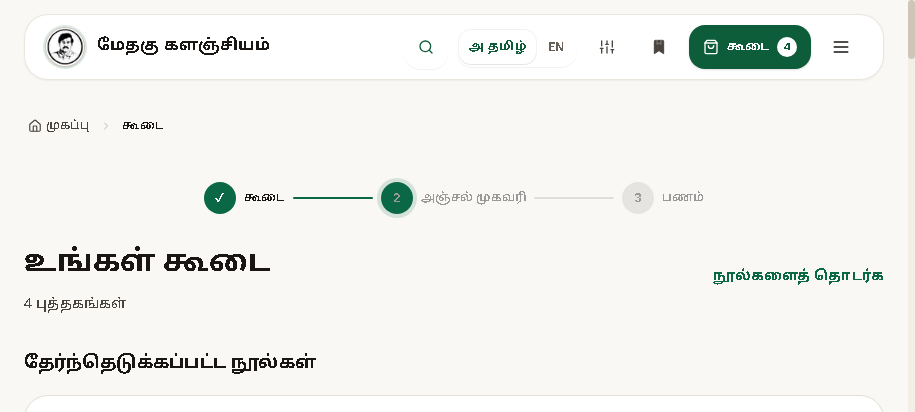 மேதகு களஞ்சியம்
அ தமிழ் EN
கூடை 4
முகப்பு > கூடை
✓ கூடை 2 அஞ்சல் முகவரி 3 பணம்
உங்கள் கூடை
நூல்களைத் தொடர்க
4 புத்தகங்கள்
தேர்ந்தெடுக்கப்பட்ட நூல்கள்